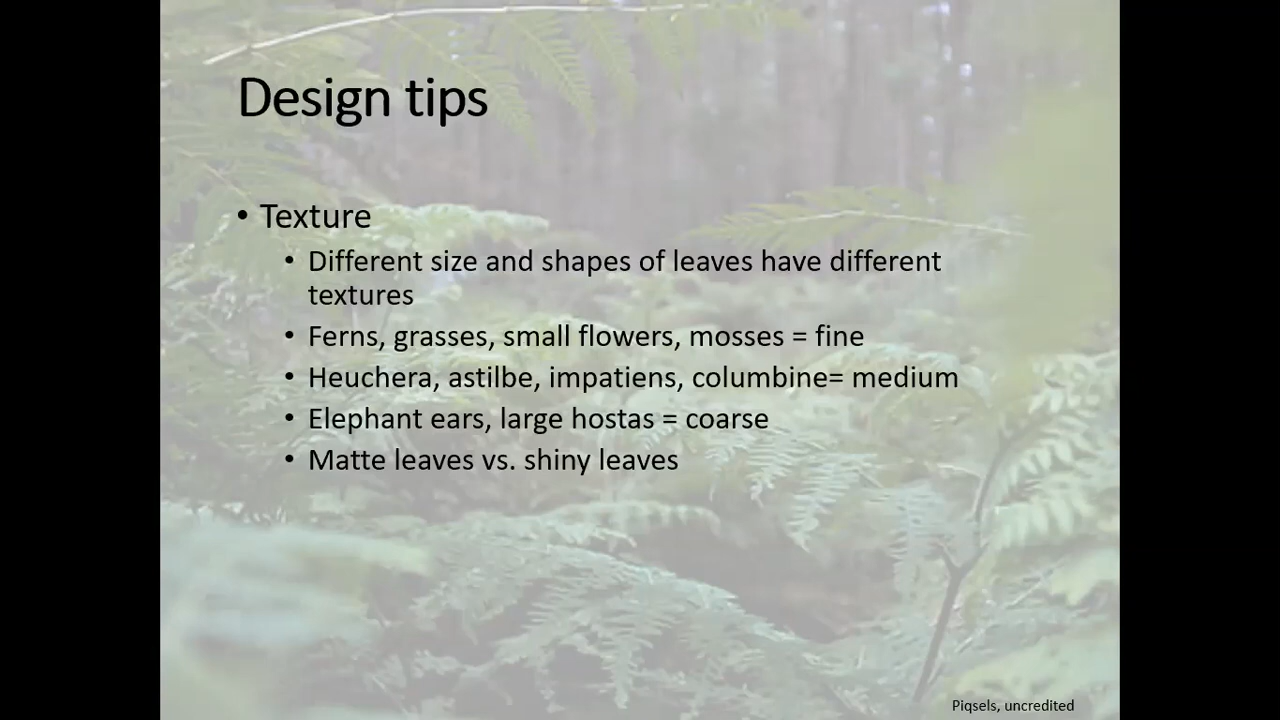 Design tips
• Texture
• Different size and shapes of leaves have different
textures
• Ferns, grasses, small flowers, mosses = fine
• Heuchera, astilbe, impatiens, columbine= medium
• Elephant ears, large hostas = coarse
• Matte leaves vs. shiny leaves
Piqsels, uncredited